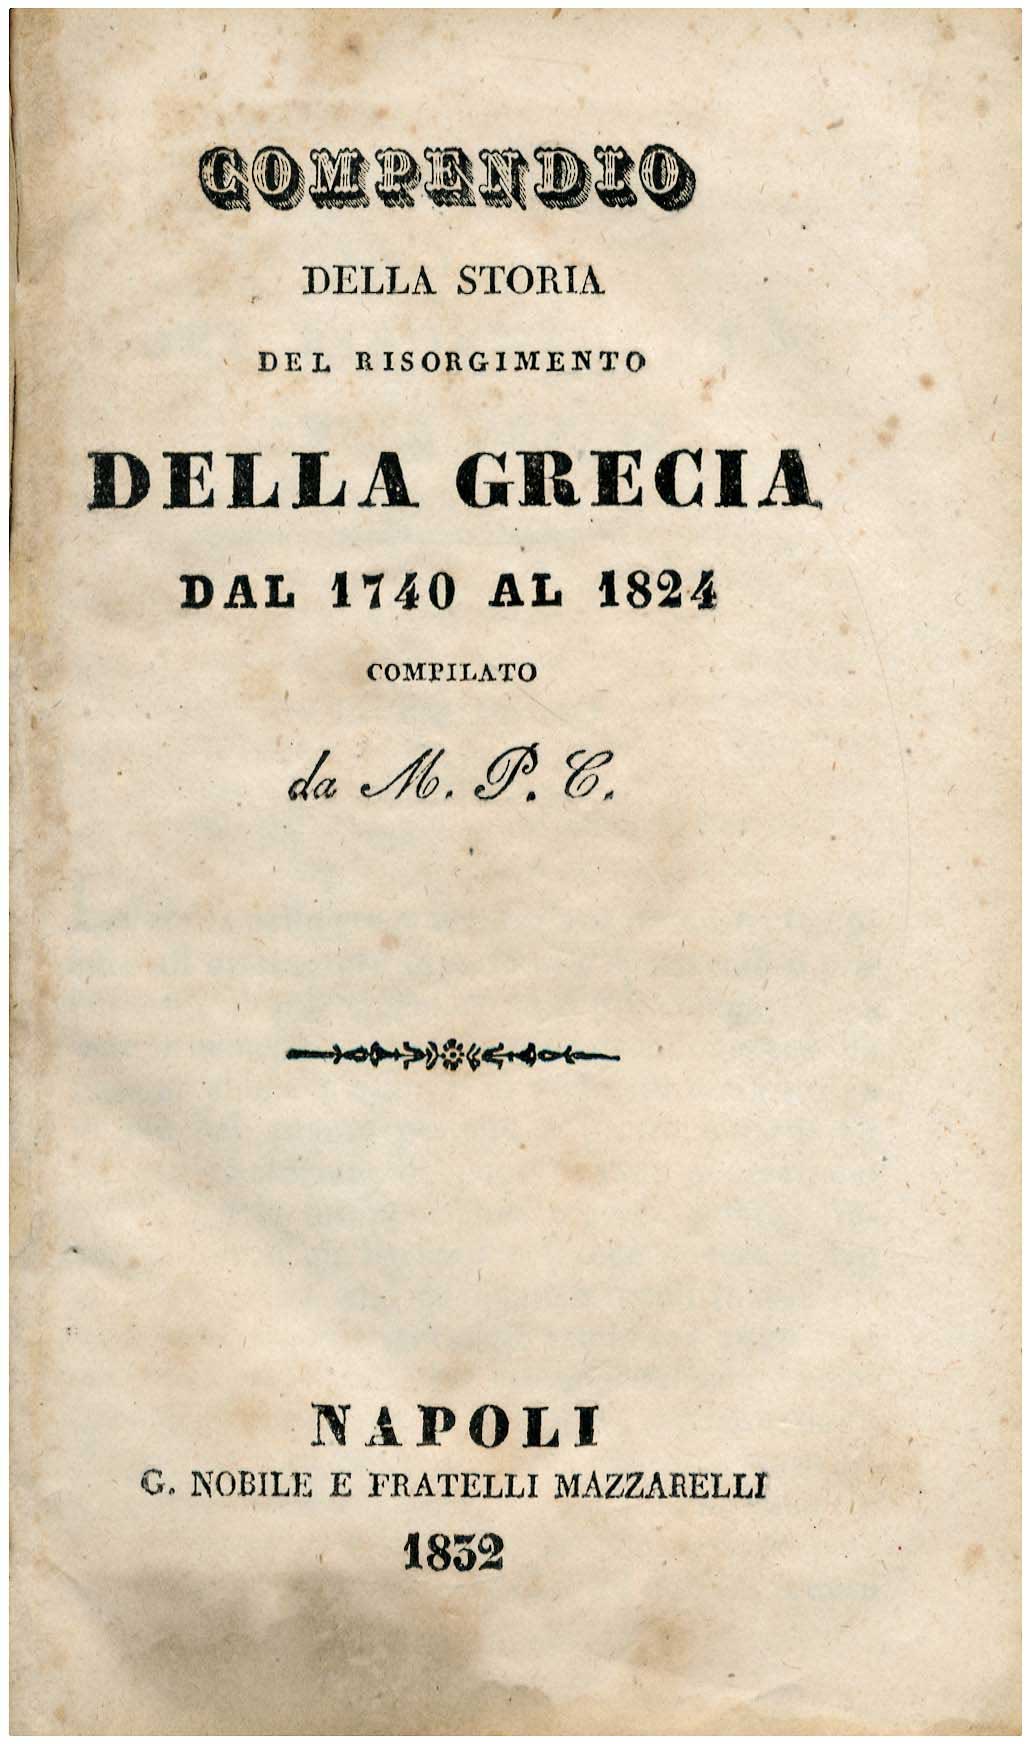 COMPENDIO
DELLA STORIA
DEL RISORGIMENTO
DELLA GRECIA
DAL 1740 AL 1824
COMPILATO
da M. P. C.
NAPOLI
G. NOBILE E FRATELLI MAZZARELLI
1832